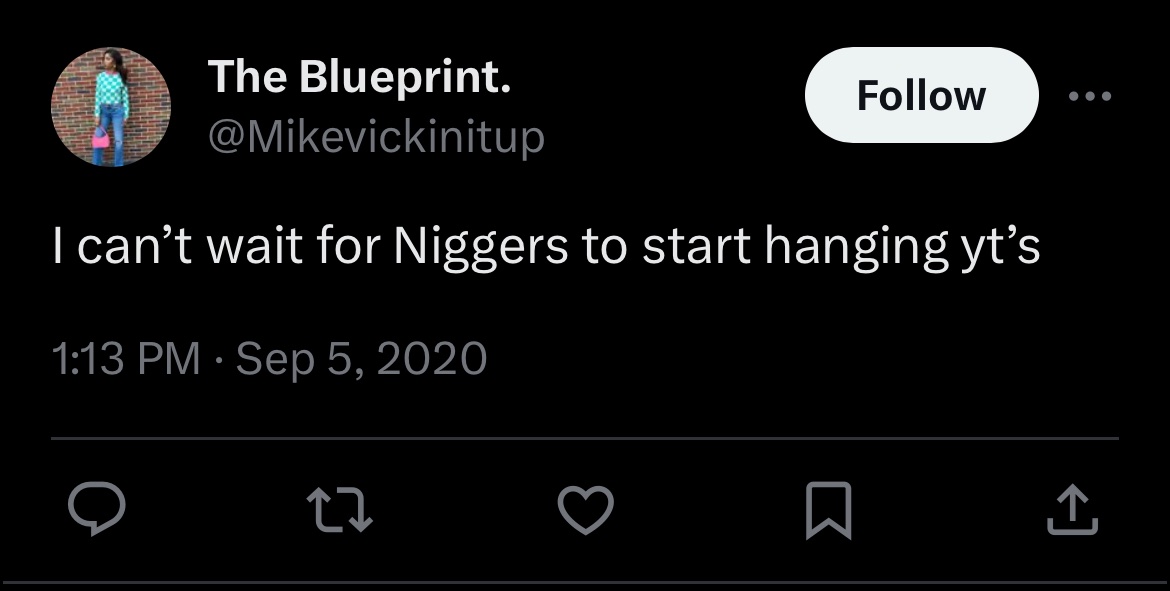 The Blueprint.
@Mikevickinitup
Follow
I can’t wait for Niggers to start hanging yt’s
1:13 PM · Sep 5, 2020